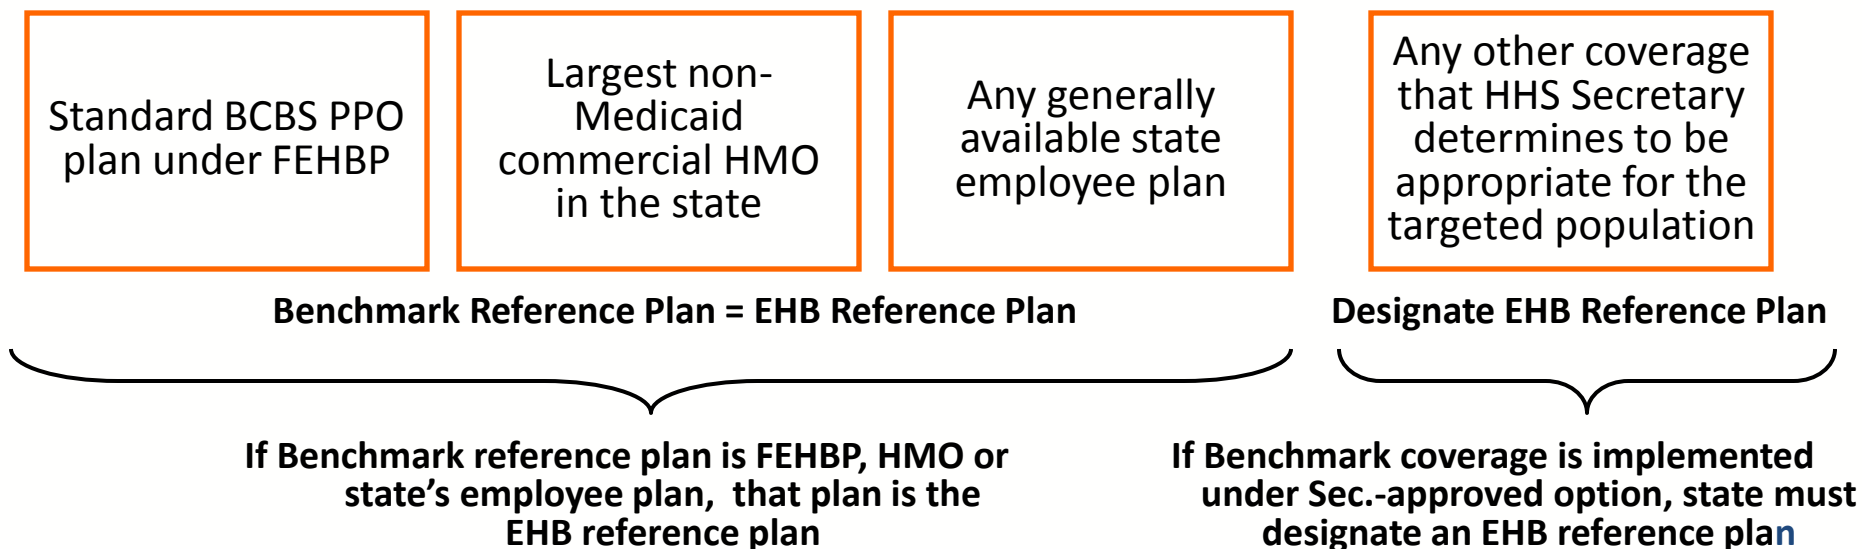 Standard BCBS PPO
plan under FEHBP
Largest non-
Medicaid
commercial HMO
in the state
Any generally
available state
employee plan
Any other coverage
that HHS Secretary
determines to be
appropriate for the
targeted population
Benchmark Reference Plan = EHB Reference Plan
Designate EHB Reference Plan
If Benchmark reference plan is FEHBP, HMO or
state’s employee plan, that plan is the
EHB reference plan
If Benchmark coverage is implemented
under Sec.-approved option, state must
designate an EHB reference plan